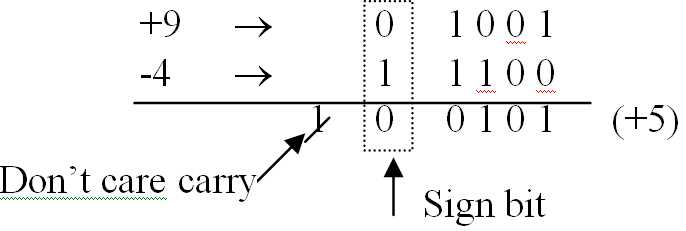 +9 → 0 1 0 0 1
-4 → 1 1 1 0 0
1 0 0 1 0 1 (+5)
Don't care carry
Sign bit